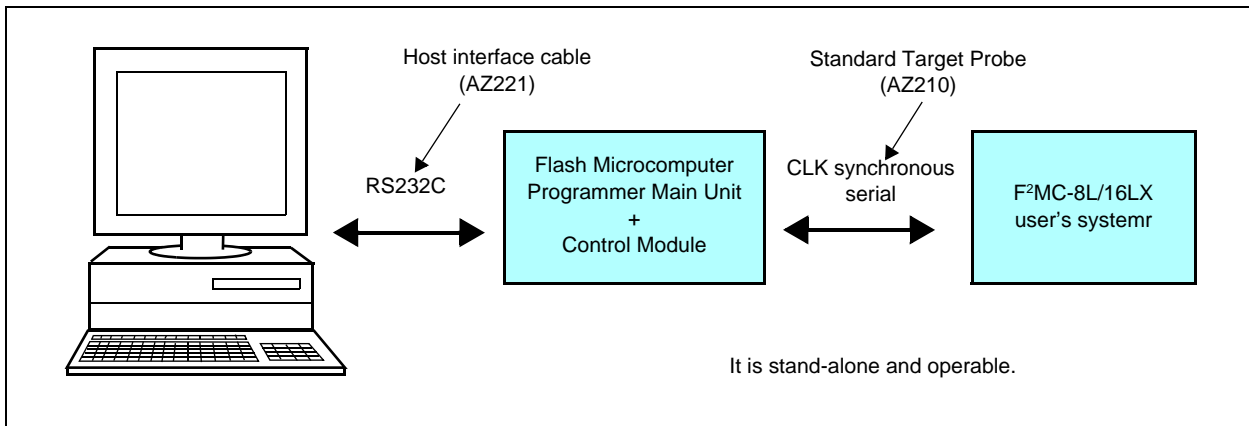 Host interface cable
(AZ221)
Standard Target Probe
(AZ210)
RS232C
Flash Microcomputer
Programmer Main Unit
+
Control Module
CLK synchronous
serial
F²MC-8L/16LX
user's systemr
It is stand-alone and operable.